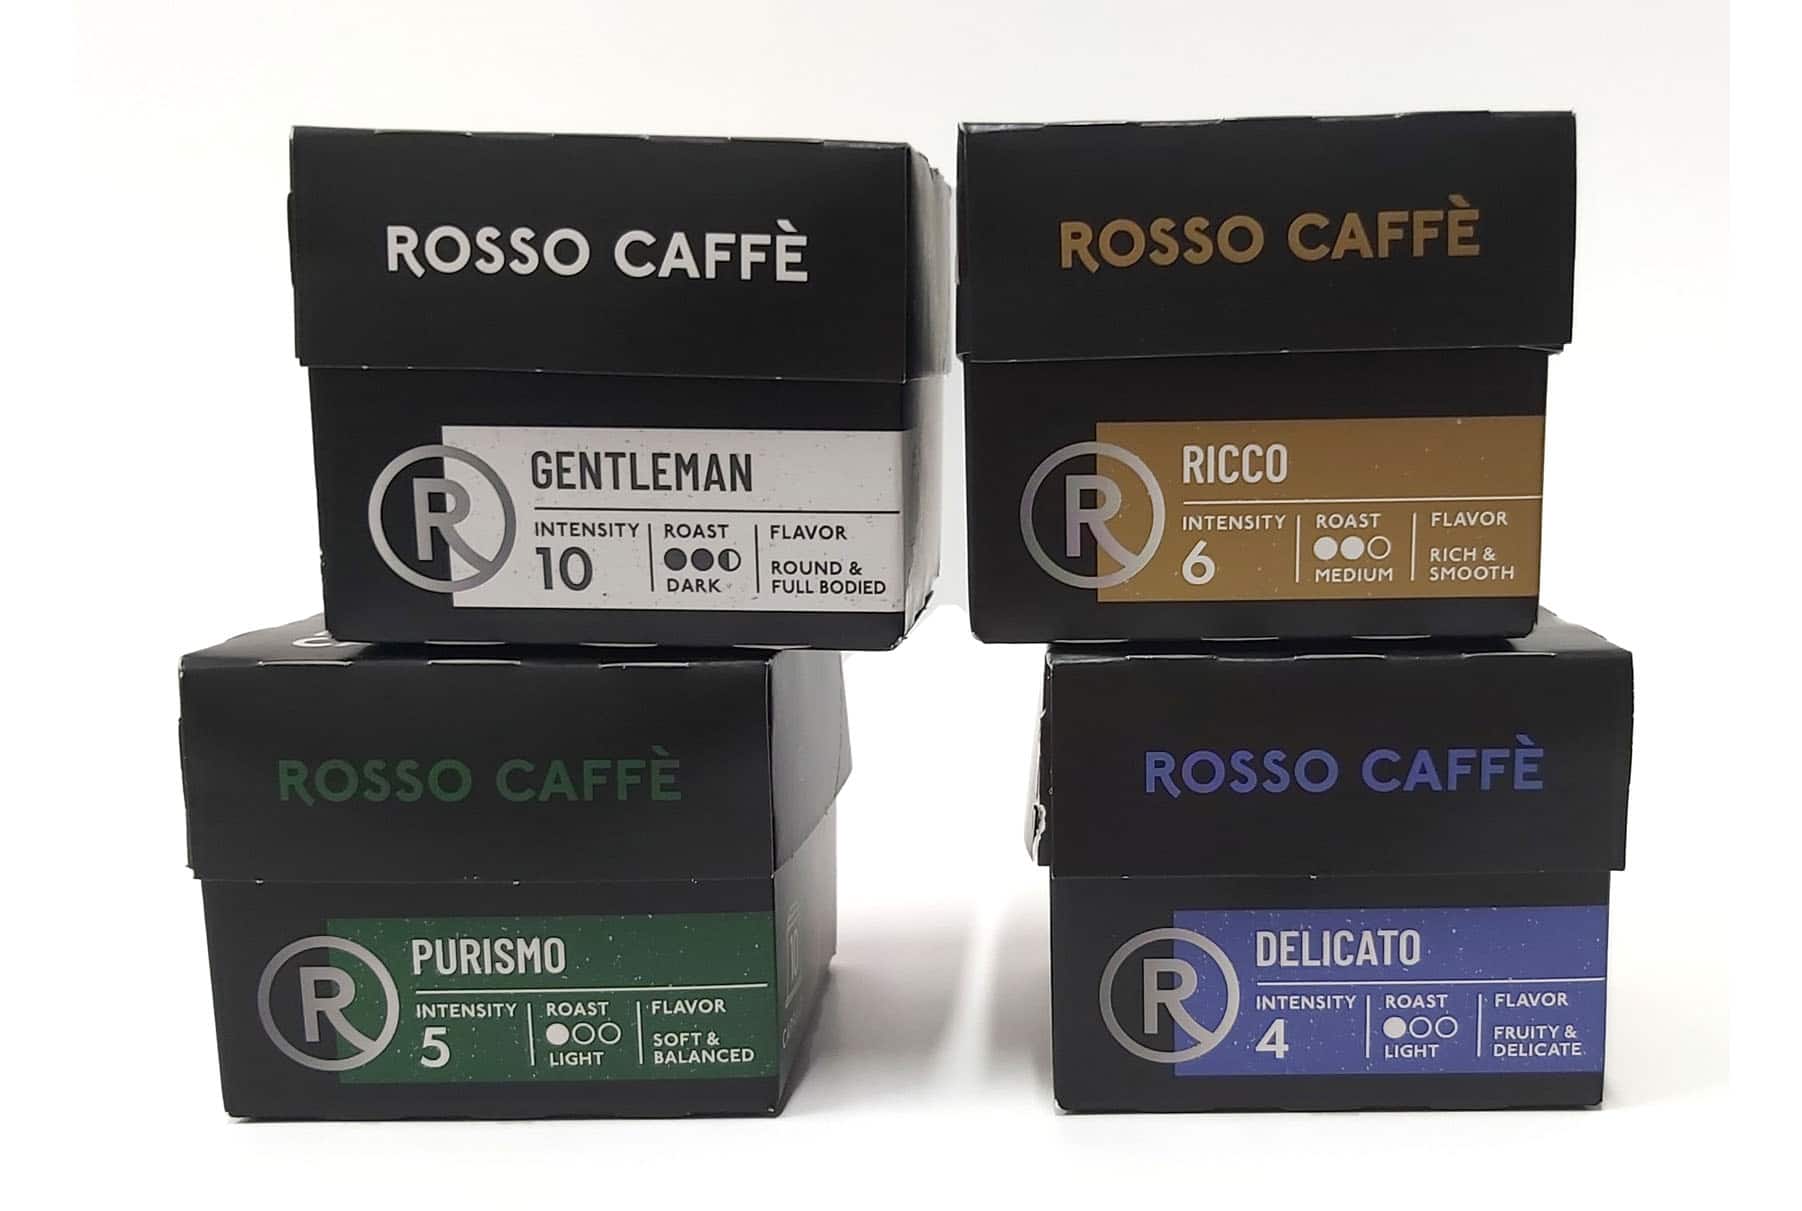 ROSSO CAFFÈ
R
GENTLEMAN
INTENSITY
10
ROAST
DARK
FLAVOR
ROUND &
FULL BODIED
ROSSO CAFFÈ
R
RICCO
INTENSITY
6
ROAST
MEDIUM
FLAVOR
RICH &
SMOOTH
ROSSO CAFFÈ
R
PURISMO
INTENSITY
5
ROAST
LIGHT
FLAVOR
SOFT &
BALANCED
ROSSO CAFFÈ
R
DELICATO
INTENSITY
4
ROAST
LIGHT
FLAVOR
FRUITY &
DELICATE